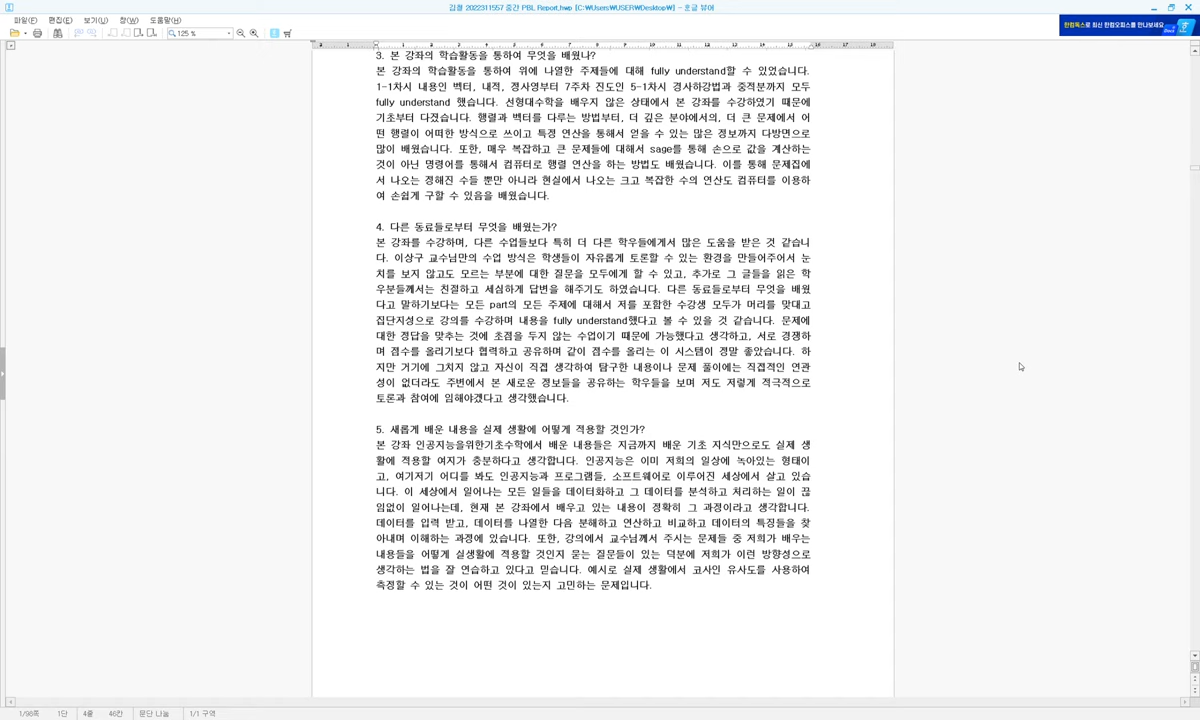 김철 2022311557 중간 PBL Report.hwp [C:₩Users₩USER₩Desktop₩] - 호글 뷰어
파일(F) 편집(E) 보기(U) 창(W) 도움말(H)
한컴독스로 최신 한컴오피스를 만나보세요
Docs
125 %
3. 본 강좌의 학습활동을 통하여 무엇을 배웠나?
본 강좌의 학습활동을 통하여 위에 나열한 주제들에 대해 fully understand할 수 있었습니다.
1-1차시 내용인 벡터, 내적, 경사영부터 7주차 진도인 5-1차시 경사하강법과 중적분까지 모두
fully understand 했습니다. 선형대수학을 배우지 않은 상태에서 본 강좌를 수강하였기 때문에
기초부터 다졌습니다. 행렬과 벡터를 다루는 방법부터, 더 깊은 분야에서의, 더 큰 문제에서 어
떤 행렬이 어떠한 방식으로 쓰이고 특정 연산을 통해서 얻을 수 있는 많은 정보까지 다방면으로
많이 배웠습니다. 또한, 매우 복잡하고 큰 문제들에 대해서 sage를 통해 손으로 값을 계산하는
것이 아닌 명령어를 통해서 컴퓨터로 행렬 연산을 하는 방법도 배웠습니다. 이를 통해 문제집에
서 나오는 정해진 수들 뿐만 아니라 현실에서 나오는 크고 복잡한 수의 연산도 컴퓨터를 이용하
여 손쉽게 구할 수 있음을 배웠습니다.
4. 다른 동료들로부터 무엇을 배웠는가?
본 강좌를 수강하며, 다른 수업들보다 특히 더 다른 학우들에게서 많은 도움을 받은 것 같습니
다. 이상구 교수님만의 수업 방식은 학생들이 자유롭게 토론할 수 있는 환경을 만들어주어서 눈
치를 보지 않고도 모르는 부분에 대한 질문을 모두에게 할 수 있고, 추가로 그 글들을 읽은 학
우분들께서는 친절하고 세심하게 답변을 해주기도 하였습니다. 다른 동료들로부터 무엇을 배웠
다고 말하기보다는 모든 part의 모든 주제에 대해서 저를 포함한 수강생 모두가 머리를 맞대고
집단지성으로 강의를 수강하며 내용을 fully understand했다고 볼 수 있을 것 같습니다. 문제에
대한 정답을 맞추는 것에 초점을 두지 않는 수업이기 때문에 가능했다고 생각하고, 서로 경쟁하
며 점수를 올리기보다 협력하고 공유하며 같이 점수를 올리는 이 시스템이 정말 좋았습니다. 하
지만 거기에 그치지 않고 자신이 직접 생각하여 탐구한 내용이나 문제 풀이에는 직접적인 연관
성이 없더라도 주변에서 본 새로운 정보들을 공유하는 학우들을 보며 저도 저렇게 적극적으로
토론과 참여에 임해야겠다고 생각했습니다.
5. 새롭게 배운 내용을 실제 생활에 어떻게 적용할 것인가?
본 강좌 인공지능을위한기초수학에서 배운 내용들은 지금까지 배운 기초 지식만으로도 실제 생
활에 적용할 여지가 충분하다고 생각합니다. 인공지능은 이미 저희의 일상에 녹아있는 형태이
고, 여기저기 어디를 봐도 인공지능과 프로그램들, 소프트웨어로 이루어진 세상에서 살고 있습
니다. 이 세상에서 일어나는 모든 일들을 데이터화하고 그 데이터를 분석하고 처리하는 일이 끊
임없이 일어나는데, 현재 본 강좌에서 배우고 있는 내용이 정확히 그 과정이라고 생각합니다.
데이터를 입력 받고, 데이터를 나열한 다음 분해하고 연산하고 비교하고 데이터의 특징들을 찾
아내며 이해하는 과정에 있습니다. 또한, 강의에서 교수님께서 주시는 문제들 중 저희가 배우는
내용들을 어떻게 실생활에 적용할 것인지 묻는 질문들이 있는 덕분에 저희가 이런 방향성으로
생각하는 법을 잘 연습하고 있다고 믿습니다. 예시로 실제 생활에서 코사인 유사도를 사용하여
측정할 수 있는 것이 어떤 것이 있는지 고민하는 문제입니다.
1/98쪽 1단 4줄 46칸 문단 나눔 1/1 구역